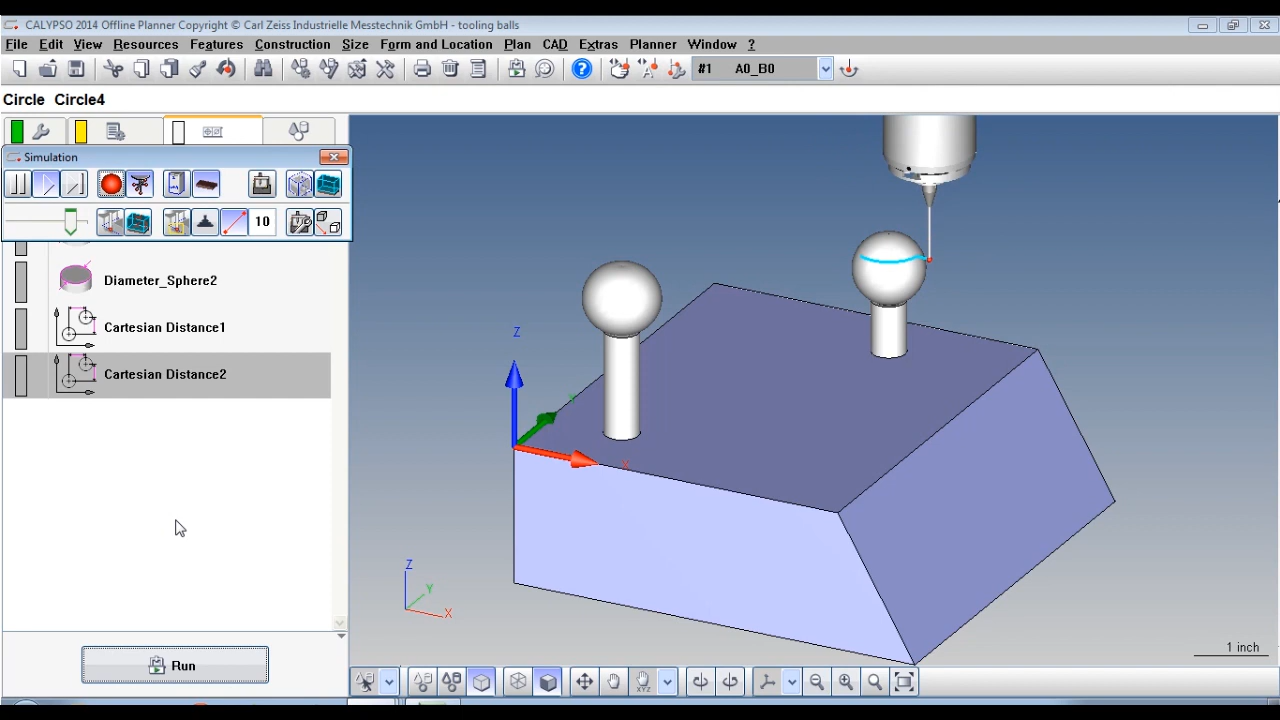 CALYPSO 2014 Offline Planner Copyright © Carl Zeiss Industrielle Messtechnik GmbH - tooling balls
File Edit View Resources Features Construction Size Form and Location Plan CAD Extras Planner Window ?
#1 A0_B0
Circle Circle4
Simulation
10
Diameter_Sphere2
Cartesian Distance1
Cartesian Distance2
Run
Z
X
Z
Y
X
1 inch
XYZ